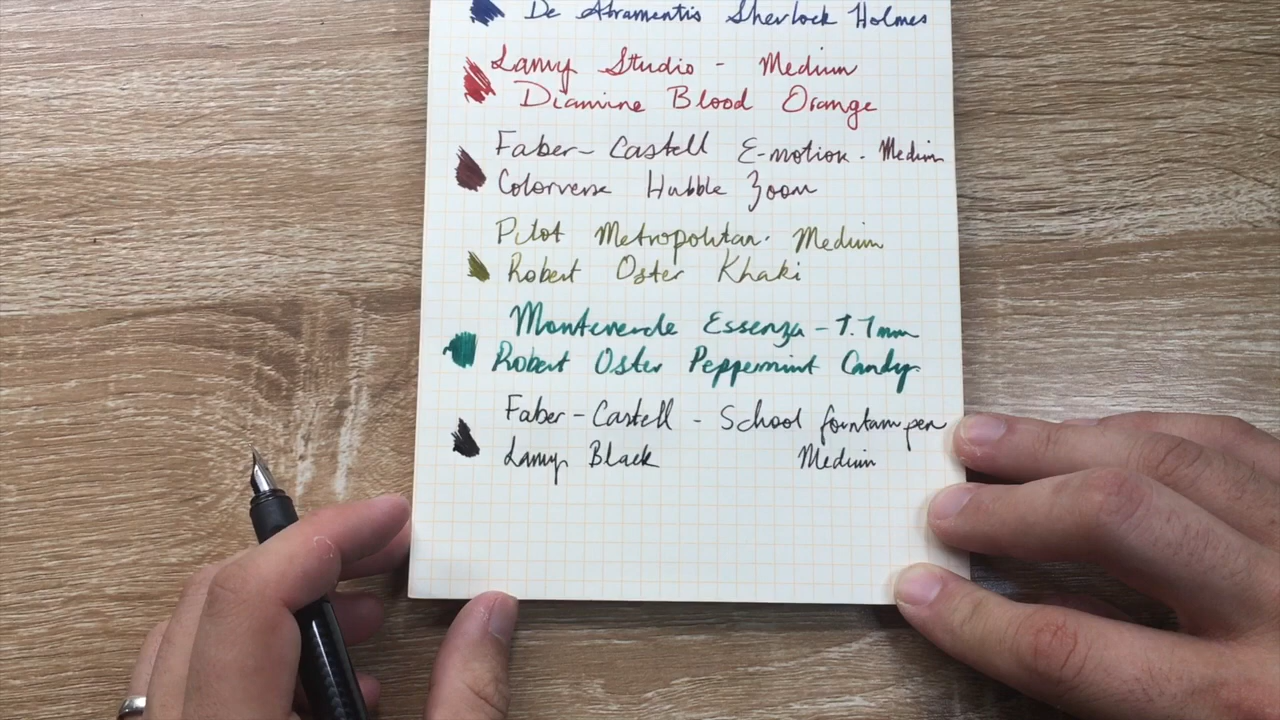 De Atramentis Sherlock Holmes
Lamy Studio - Medium
Diamine Blood Orange
Faber-Castell E-motion - Medium
Colorverse Hubble Zoom
Pilot Metropolitan - Medium
Robert Oster Khaki
Monteverde Essenza - 1.1mm
Robert Oster Peppermint Candy
Faber-Castell - School fountain pen
Lamy Black Medium